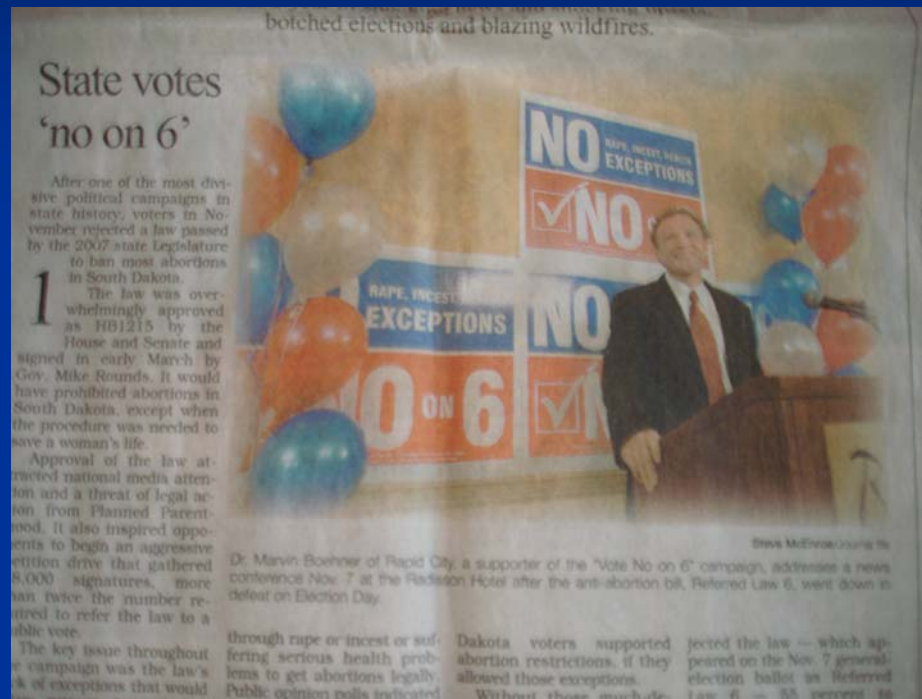 botched elections and blazing wildfires.
State votes
'no on 6'
After one of the most divi-
sive political campaigns in
state history, voters in No-
vember rejected a law passed
by the 2007 state Legislature
to ban most abortions
in South Dakota.
1
The law was over-
whelmingly approved
as HB1215 by the
House and Senate and
signed in early March by
Gov. Mike Rounds. It would
have prohibited abortions in
South Dakota, except when
the procedure was needed to
save a woman's life.
Approval of the law at-
tracted national media atten-
tion and a threat of legal ac-
tion from Planned Parent-
hood. It also inspired oppo-
nents to begin an aggressive
petition drive that gathered
8,000 signatures, more
than twice the number re-
quired to refer the law to a
public vote.
The key issue throughout
campaign was the law's
of exceptions that would
NO RAPE, INCEST, HEALTH
EXCEPTIONS
NO
RAPE, INCEST,
EXCEPTIONS
NO
NO ON 6
Steve McEnroe/Journal file
Dr. Marvin Boehner of Rapid City, a supporter of the "Vote No on 6" campaign, addresses a news
conference Nov. 7 at the Radisson Hotel after the anti-abortion bill, Referred Law 6, went down in
defeat on Election Day.
through rape or incest or suf-
fering serious health prob-
lems to get abortions legally.
Public opinion polls indicated
Dakota voters supported
abortion restrictions, if they
allowed those exceptions.
Without those
jected the law — which ap-
peared on the Nov. 7 general-
election ballot as Referred